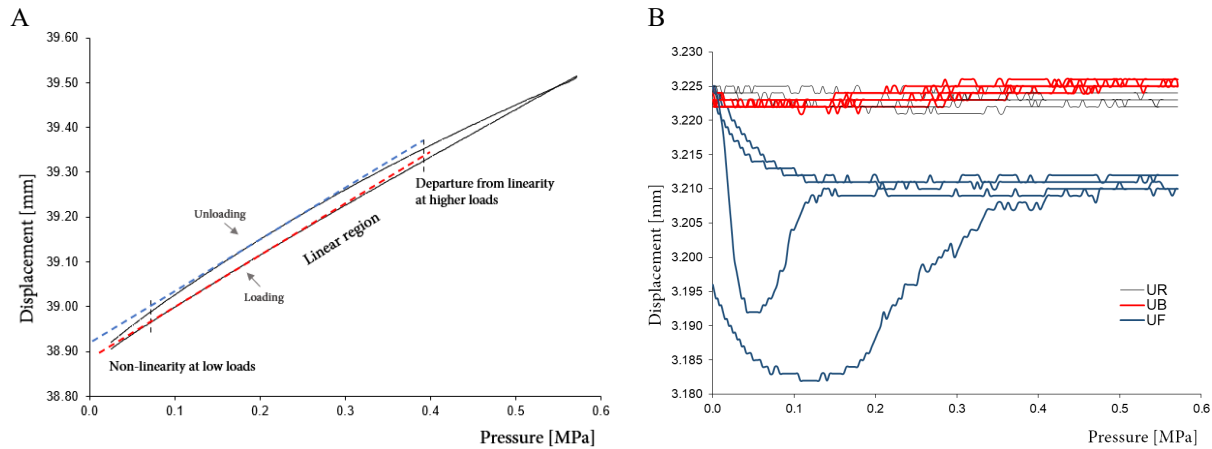 A
39.60
39.50
39.40
39.30
39.20
39.10
39.00
38.90
38.80
Displacement [mm]
Unloading
Loading
Linear region
Departure from linearity
at higher loads
Non-linearity at low loads
0.0
0.1
0.2
0.3
0.4
0.5
0.6
Pressure [MPa]
B
3.230
3.225
3.220
3.216
3.210
3.205
3.200
3.195
3.190
3.185
3.180
Displacement [mm]
UR
UB
UF
0.0
0.1
0.2
0.3
0.4
0.5
0.6
Pressure [MPa]